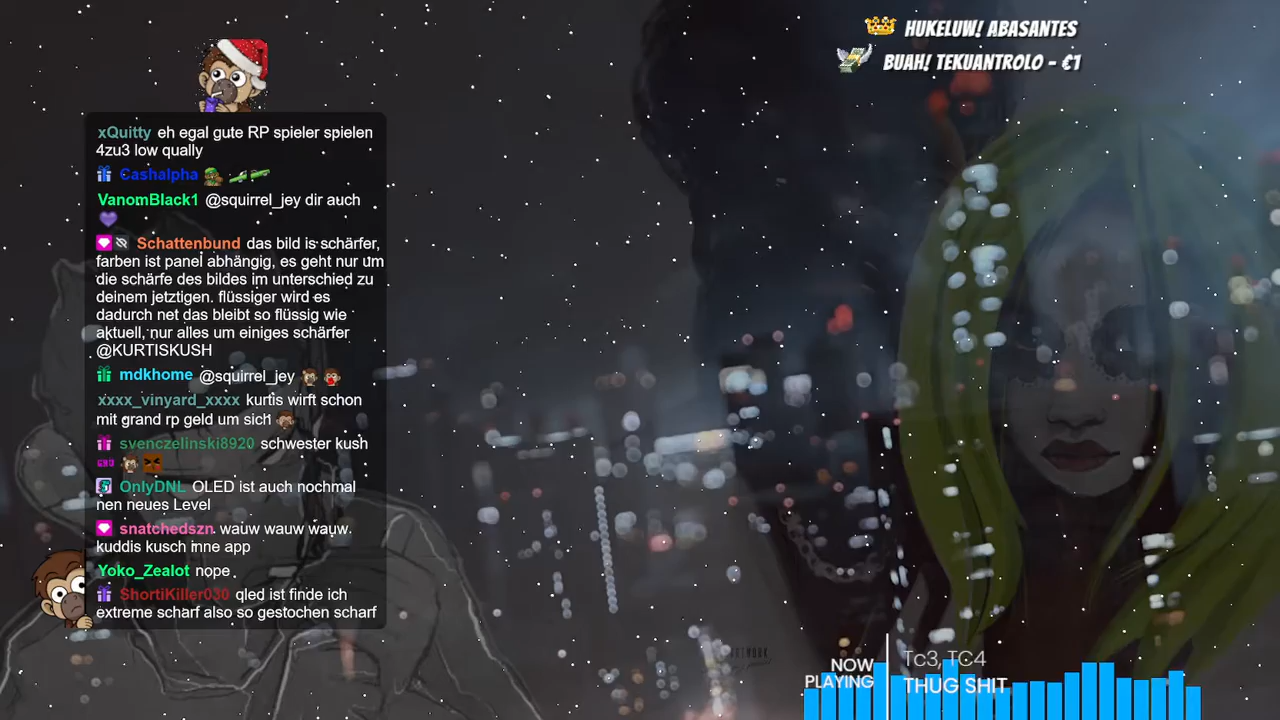 HUKELUW! ABASANTES
BUAH! TEKUANTROLO - €1
xQuitty eh egal gute RP spieler spielen
4zu3 low qually
Cashalpha
VanomBlack1 @squirrel_jey dir auch
Schattenbund das bild is schärfer,
farben ist panel abhängig, es geht nur um
die schärfe des bildes im unterschied zu
deinem jetztigen. flüssiger wird es
dadurch net das bleibt so flüssig wie
aktuell, nur alles um einiges schärfer
@KURTISKUSH
mdkhome @squirrel_jey
xxxx_vinyard_xxxx kurtis wirft schon
mit grand rp geld um sich
svenczelinski8920 schwester kush
OnlyDNL OLED ist auch nochmal
nen neues Level
snatchedszn wauw wauw wauw
kuddis kusch inne app
Yoko_Zealot nope
ShortiKiller030 qled ist finde ich
extreme scharf also so gestochen scharf
NOW
PLAYING
Tc3, TC4
THUG SHIT